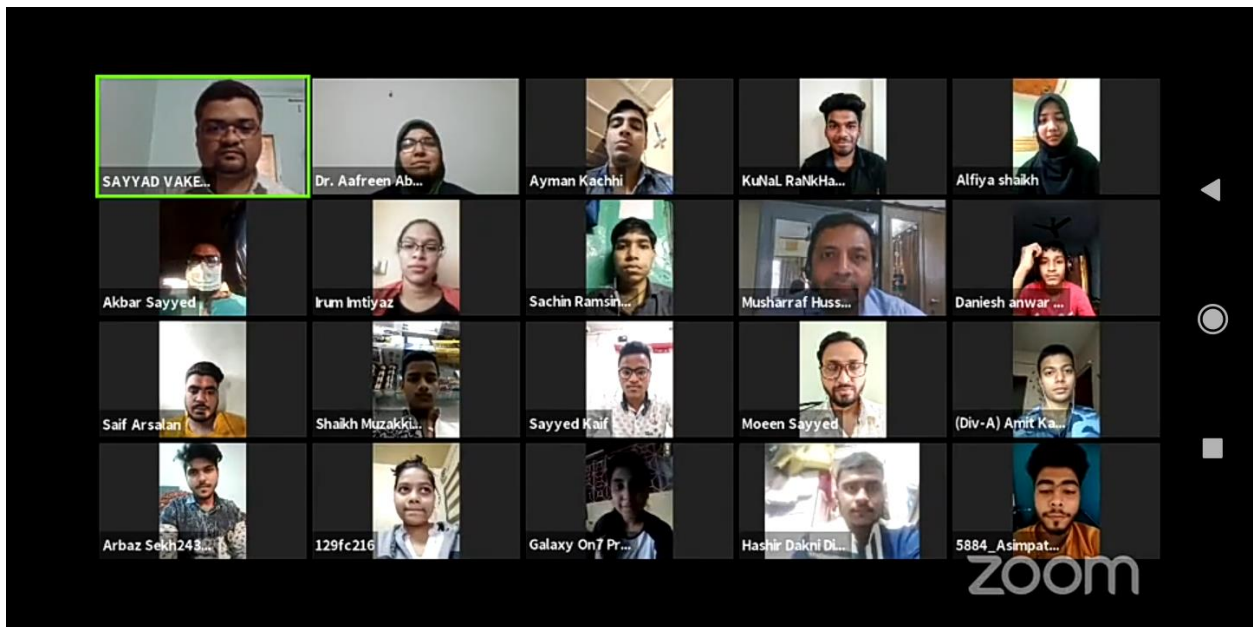 SAYYAD VAKE...
Dr. Aafreen Ab...
Ayman Kachhi
KuNaL RaNkHa...
Alfiya shaikh
Akbar Sayyed
Irum Imtiyaz
Sachin Ramsin...
Musharraf Huss...
Daniesh anwar ...
Saif Arsalan
Shaikh Muzakki...
Sayyed Kaif
Moeen Sayyed
(Div-A) Amit Ka...
Arbaz Sekh243...
129fc216
Galaxy On7 Pr...
Hashir Dakni Di...
5884_Asimpat...
zoom